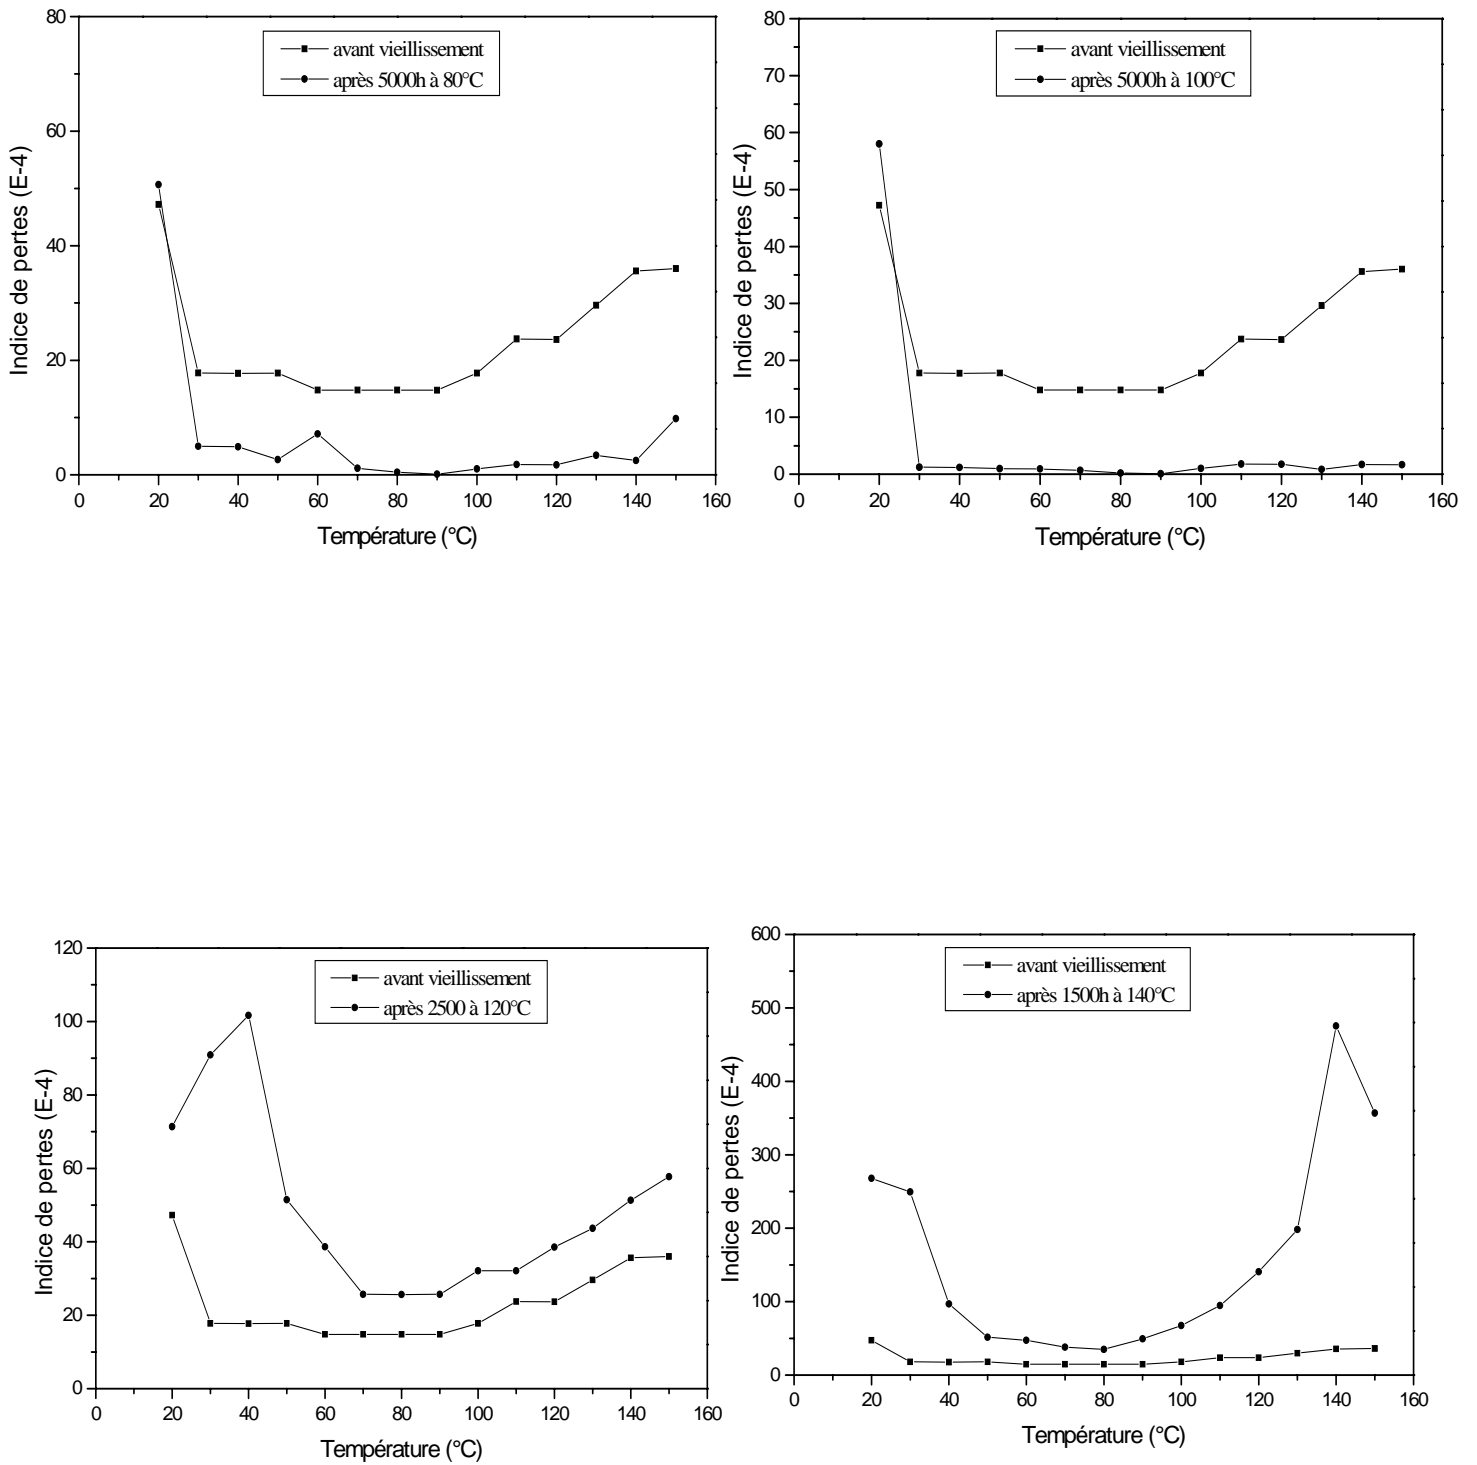 avant vieillissement
après 5000h à 80°C
80
60
40
20
0
Indice de pertes (E-4)
0 20 40 60 80 100 120 140 160
Température (°C)
avant vieillissement
après 5000h à 100°C
80
70
60
50
40
30
20
10
0
Indice de pertes (E-4)
0 20 40 60 80 100 120 140 160
Température (°C)
avant vieillissement
après 2500 à 120°C
120
100
80
60
40
20
0
Indice de pertes (E-4)
0 20 40 60 80 100 120 140 160
Température (°C)
avant vieillissement
après 1500h à 140°C
600
500
400
300
200
100
0
Indice de pertes (E-4)
0 20 40 60 80 100 120 140 160
Température (°C)